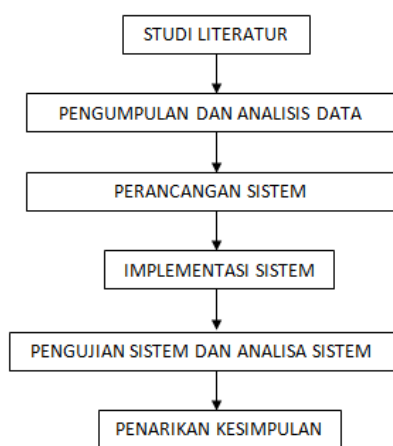 STUDI LITERATUR
PENGUMPULAN DAN ANALISIS DATA
PERANCANGAN SISTEM
IMPLEMENTASI SISTEM
PENGUJIAN SISTEM DAN ANALISA SISTEM
PENARIKAN KESIMPULAN